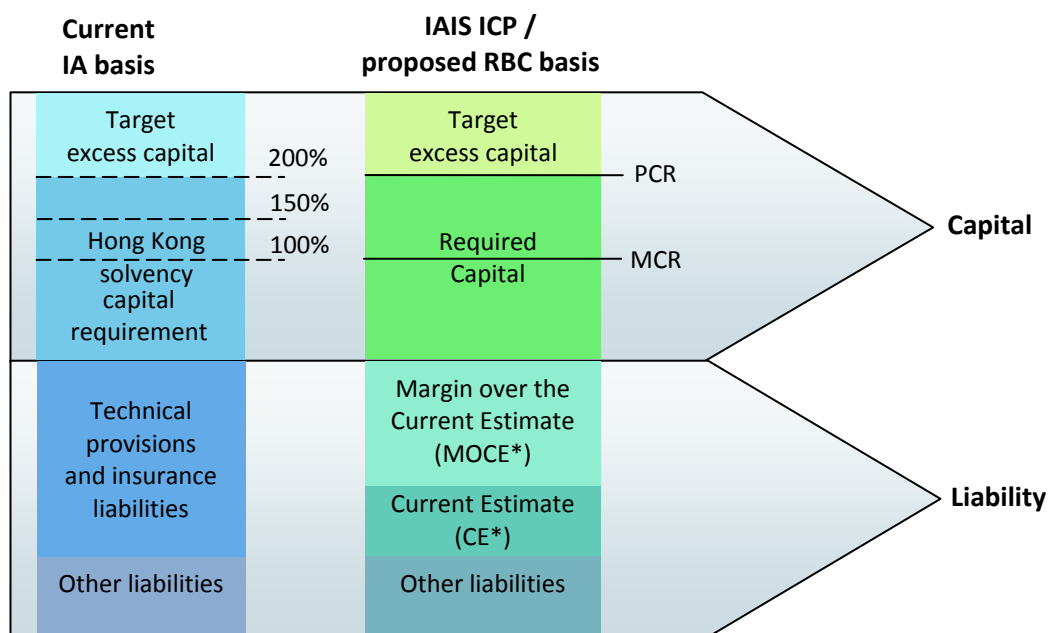 Current
IA basis
IAIS ICP /
proposed RBC basis
Target
excess capital
200%
150%
100%
Hong Kong
solvency
capital
requirement
Target
excess capital
PCR
Required
Capital
MCR
Capital
Technical
provisions
and insurance
liabilities
Other liabilities
Margin over the
Current Estimate
(MOCE*)
Current Estimate
(CE*)
Other liabilities
Liability